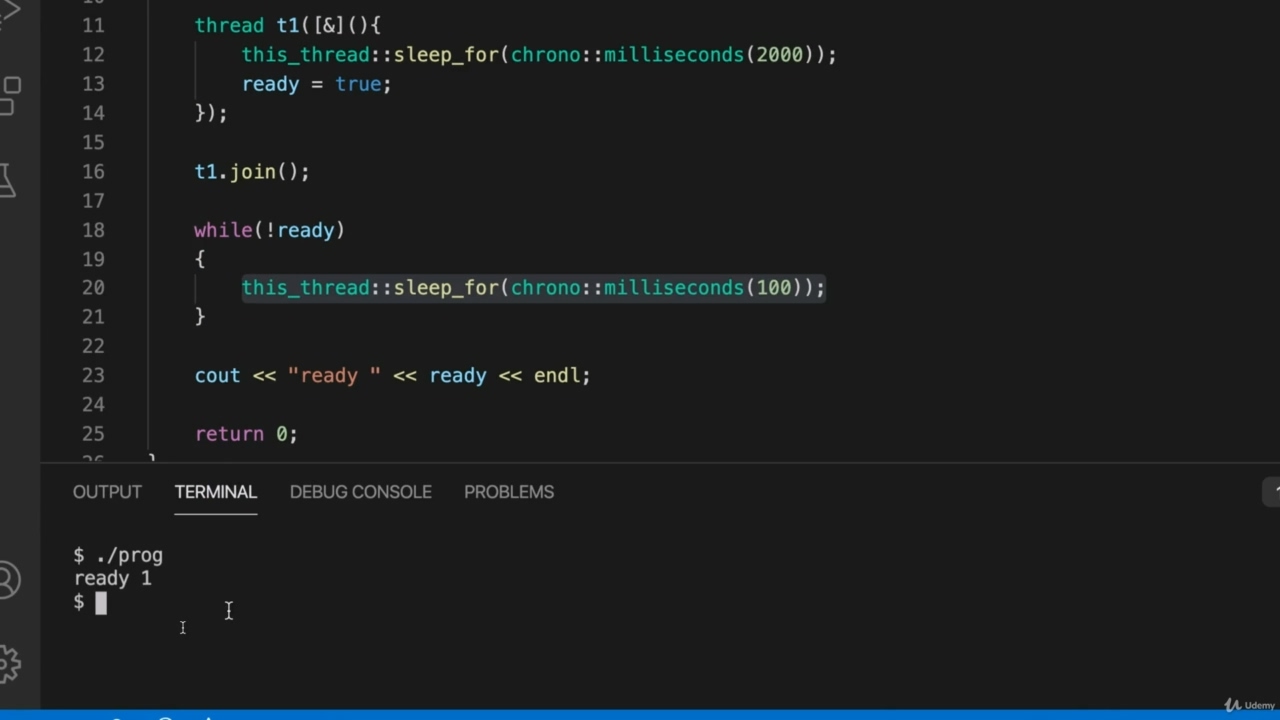 11 thread t1([&](){
12 this_thread::sleep_for(chrono::milliseconds(2000));
13 ready = true;
14 });
15
16 t1.join();
17
18 while(!ready)
19 {
20 this_thread::sleep_for(chrono::milliseconds(100));
21 }
22
23 cout << "ready " << ready << endl;
24
25 return 0;
OUTPUT TERMINAL DEBUG CONSOLE PROBLEMS
$ ./prog
ready 1
$
Udemy